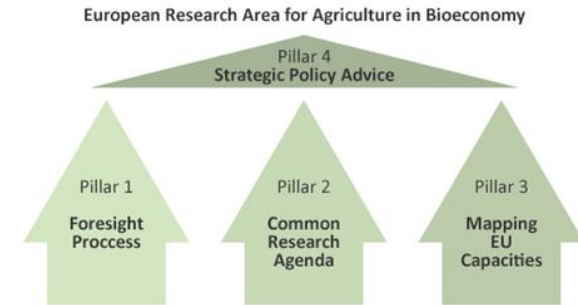 European Research Area for Agriculture in Bioeconomy
Pillar 4
Strategic Policy Advice
Pillar 1
Foresight
Proccess
Pillar 2
Common
Research
Agenda
Pillar 3
Mapping
EU
Capacities